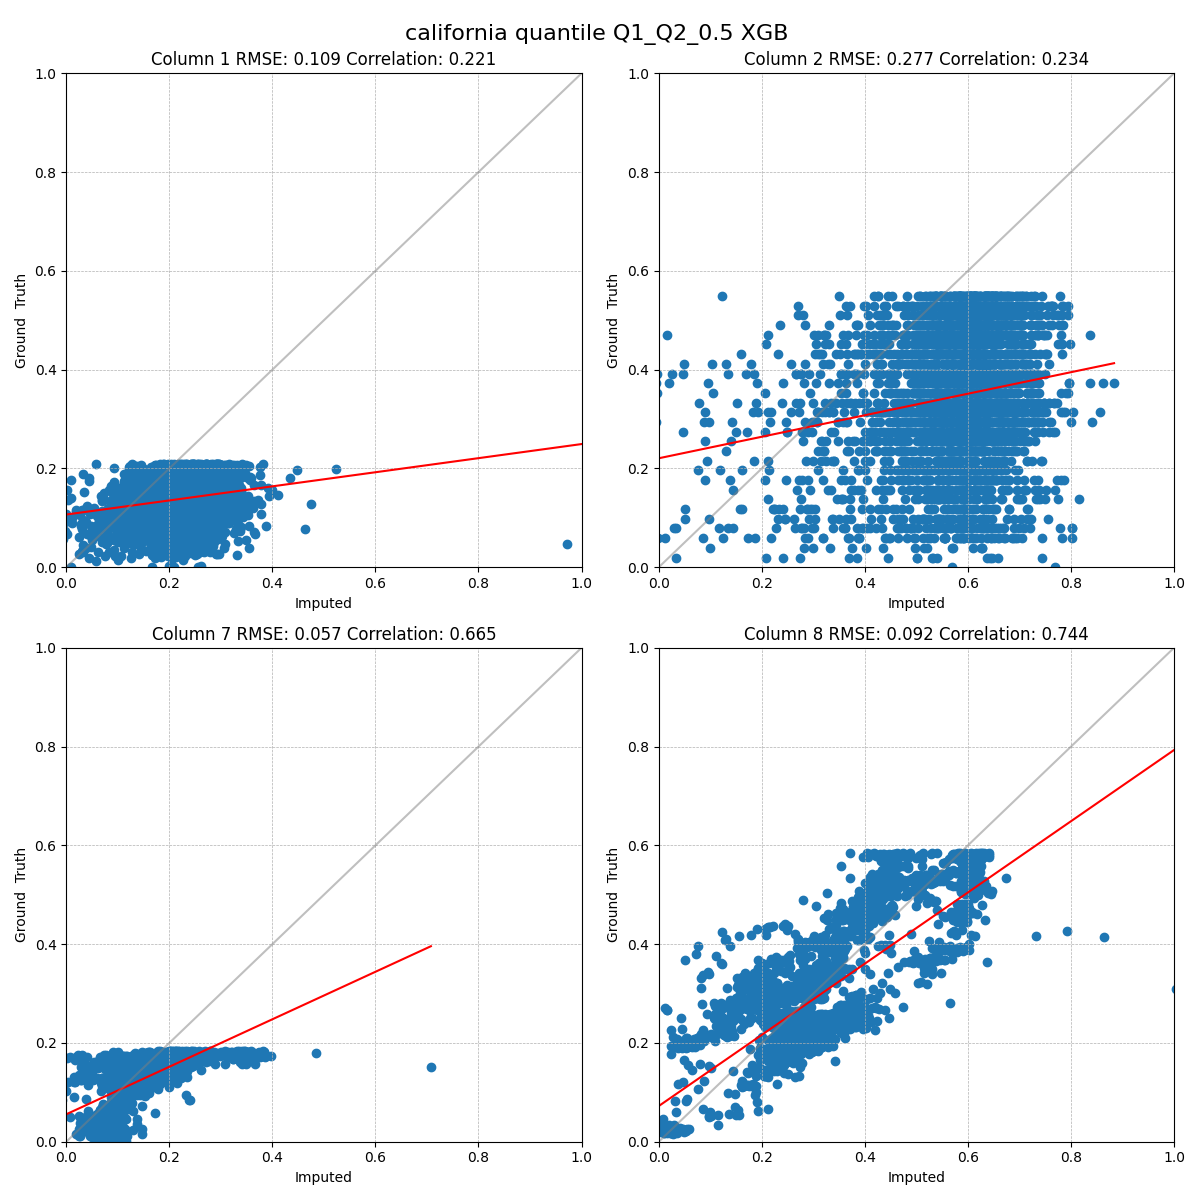 california quantile Q1_Q2_0.5 XGB
Column 1 RMSE: 0.109 Correlation: 0.221
Column 2 RMSE: 0.277 Correlation: 0.234
1.0
0.8
0.6
0.4
0.2
0.0
Ground Truth
0.0 0.2 0.4 0.6 0.8 1.0
Imputed
1.0
0.8
0.6
0.4
0.2
0.0
Ground Truth
0.0 0.2 0.4 0.6 0.8 1.0
Imputed
Column 7 RMSE: 0.057 Correlation: 0.665
Column 8 RMSE: 0.092 Correlation: 0.744
1.0
0.8
0.6
0.4
0.2
0.0
Ground Truth
0.0 0.2 0.4 0.6 0.8 1.0
Imputed
1.0
0.8
0.6
0.4
0.2
0.0
Ground Truth
0.0 0.2 0.4 0.6 0.8 1.0
Imputed